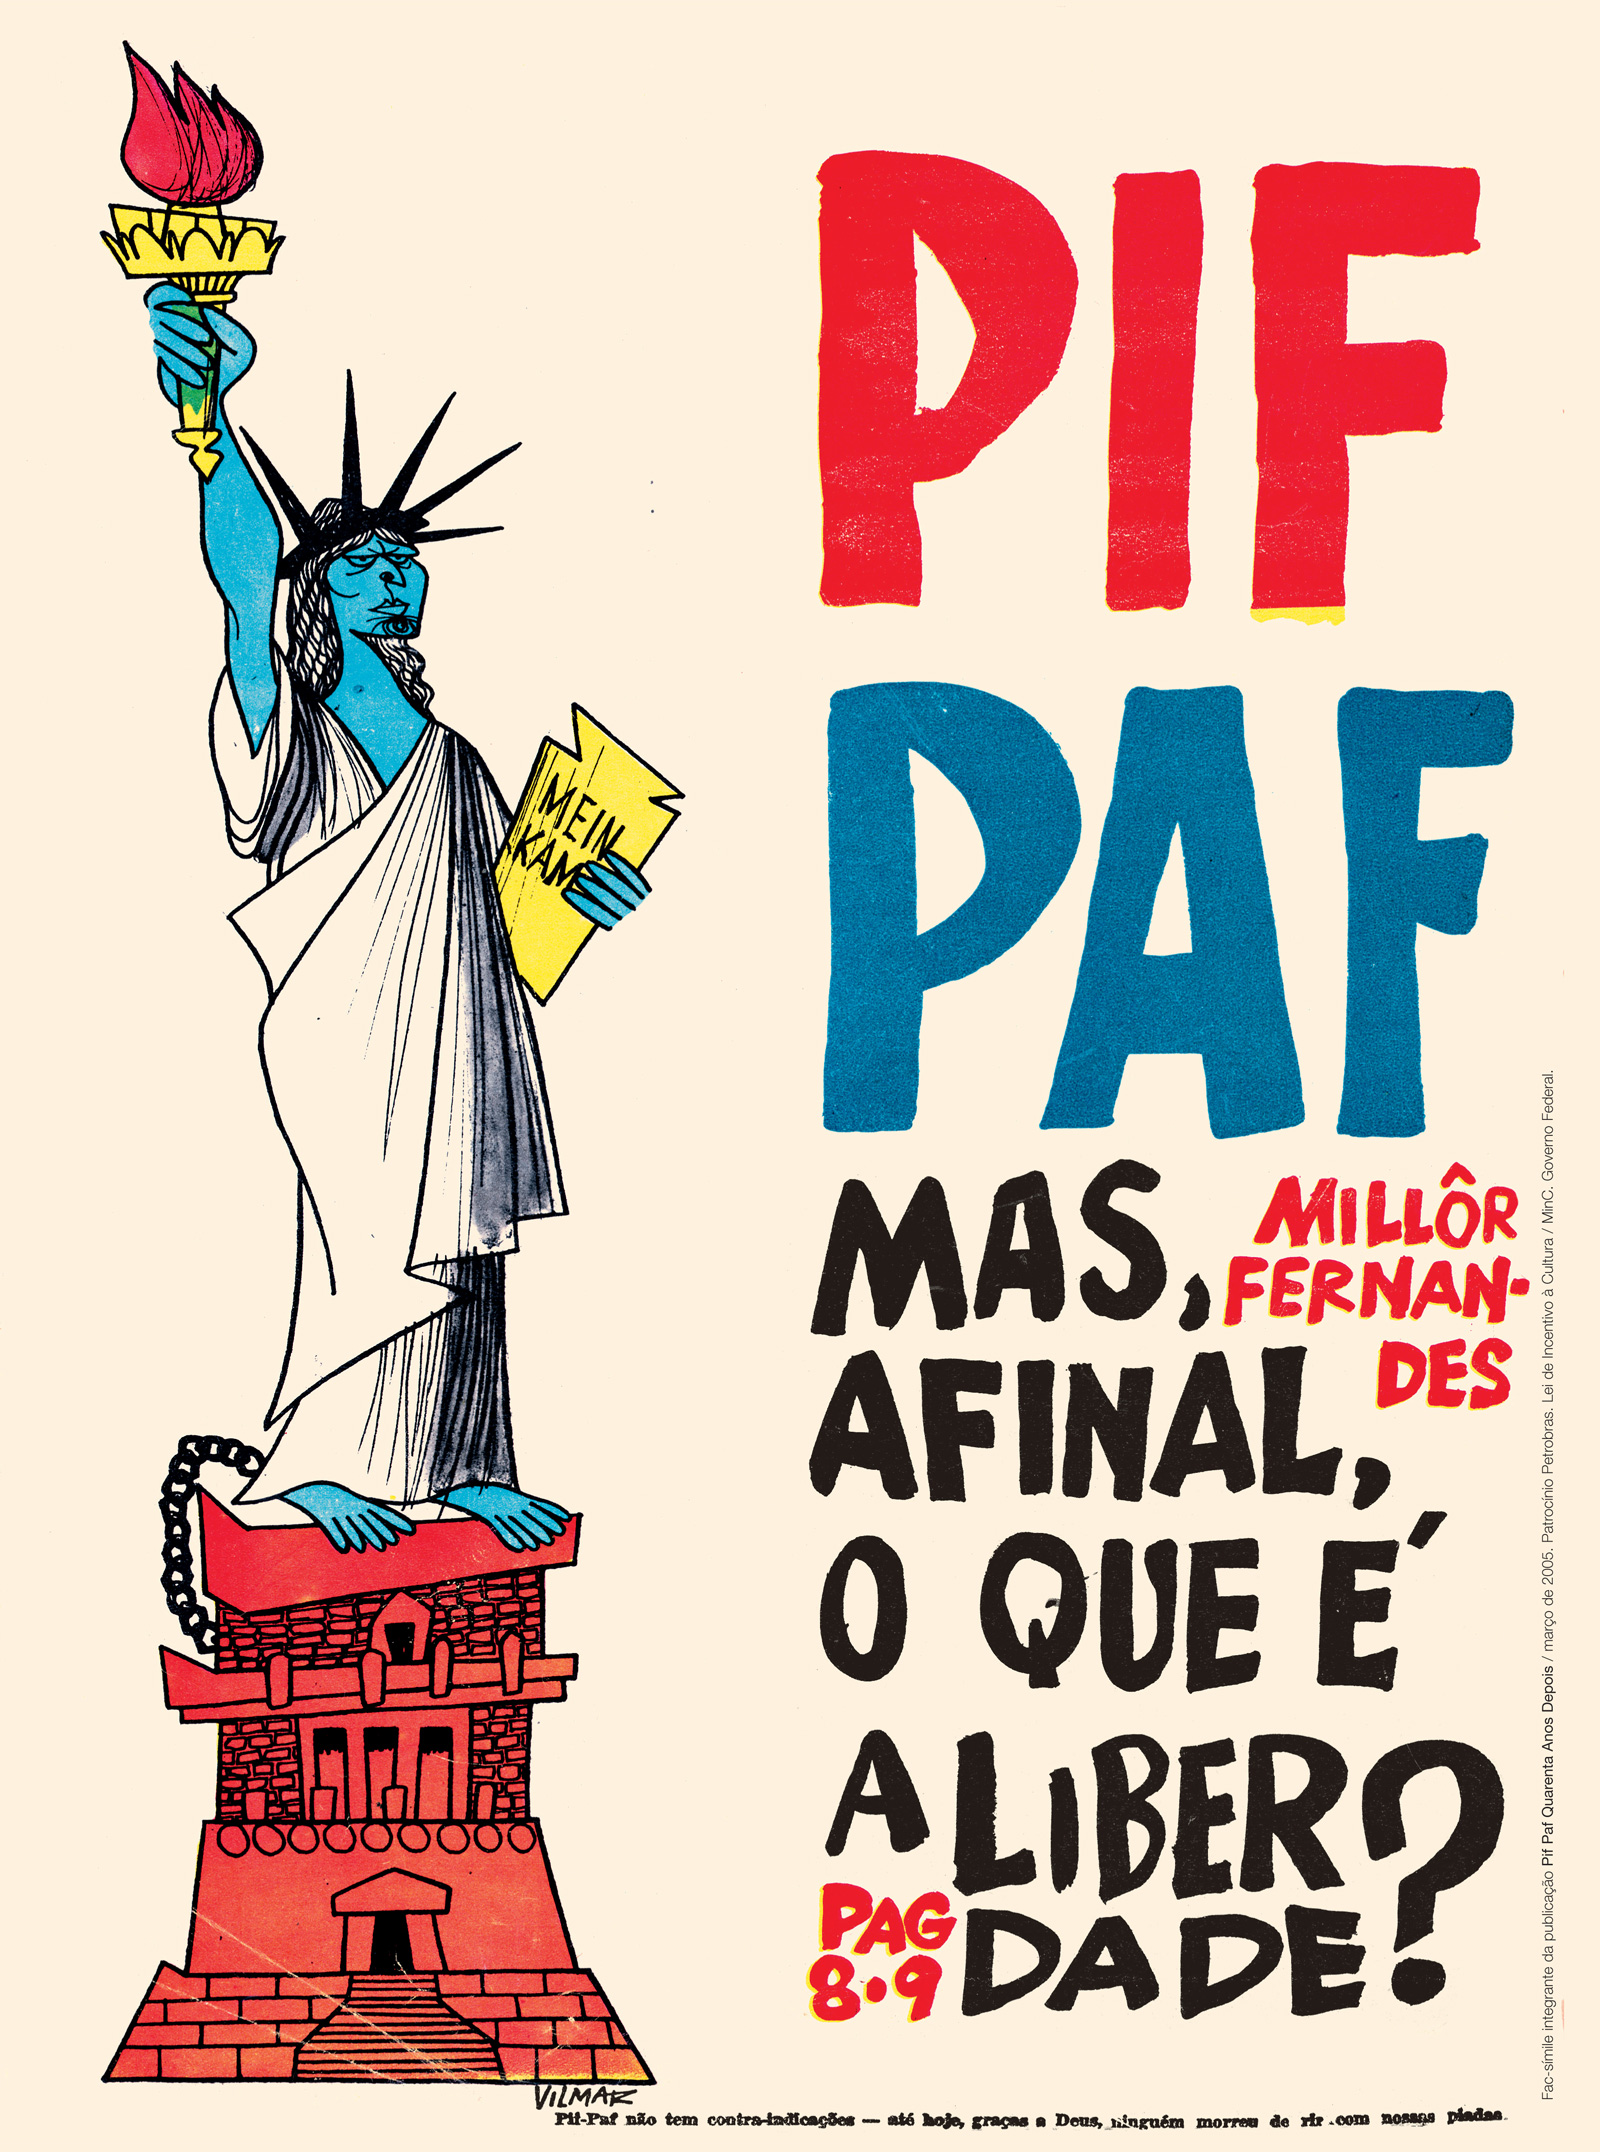 PIF
PAF
MEIN
KAM
MAS,
MILLÔR
FERNAN-
DES
AFINAL,
O QUE É
A LIBER
DADE?
PAG
8•9
VILMAR
Pif-Paf não tem contra-indicações — até hoje, graças a Deus, ninguém morreu de rir com nossas piadas.
Fac-símile integrante da publicação Pif Paf Quarenta Anos Depois / março de 2005. Patrocínio Petrobras. Lei de Incentivo à Cultura / MinC. Governo Federal.